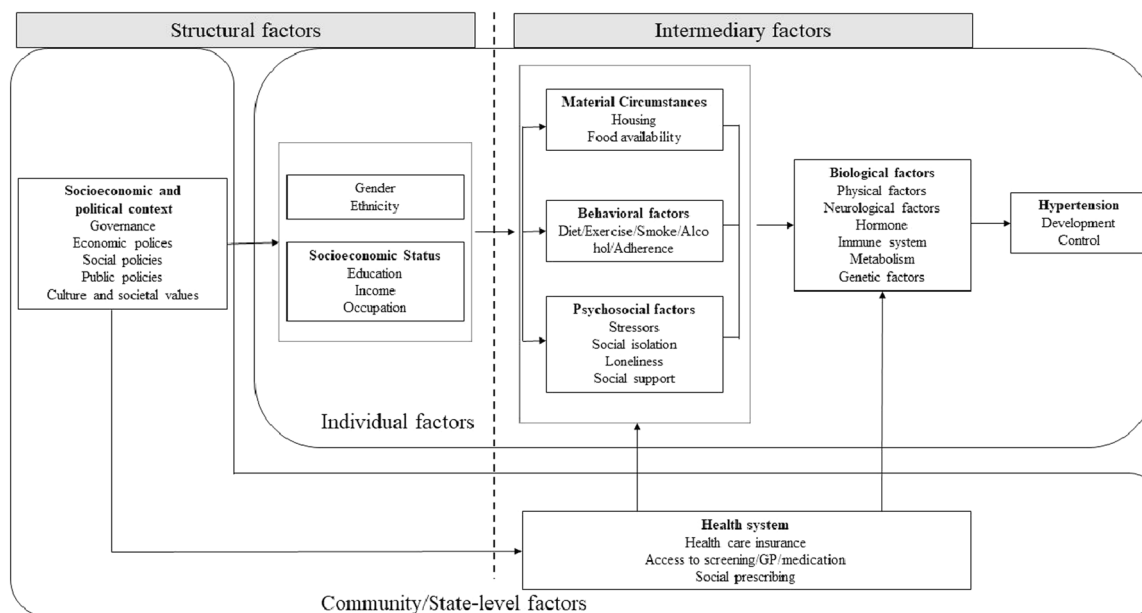 Structural factors
Intermediary factors
Socioeconomic and
political context
Governance
Economic polices
Social policies
Public policies
Culture and societal values
Gender
Ethnicity
Socioeconomic Status
Education
Income
Occupation
Material Circumstances
Housing
Food availability
Behavioral factors
Diet/Exercise/Smoke/Alco
hol/Adherence
Psychosocial factors
Stressors
Social isolation
Loneliness
Social support
Biological factors
Physical factors
Neurological factors
Hormone
Immune system
Metabolism
Genetic factors
Hypertension
Development
Control
Individual factors
Health system
Health care insurance
Access to screening/GP/medication
Social prescribing
Community/State-level factors